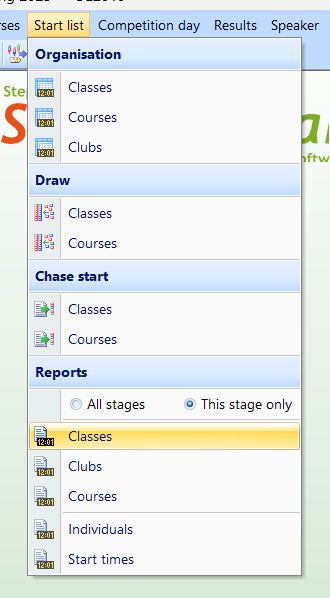 Start list Competition day Results Speaker
Organisation
Classes
Courses
Clubs
Draw
Classes
Courses
Chase start
Classes
Courses
Reports
All stages This stage only
Classes
Clubs
Courses
Individuals
Start times